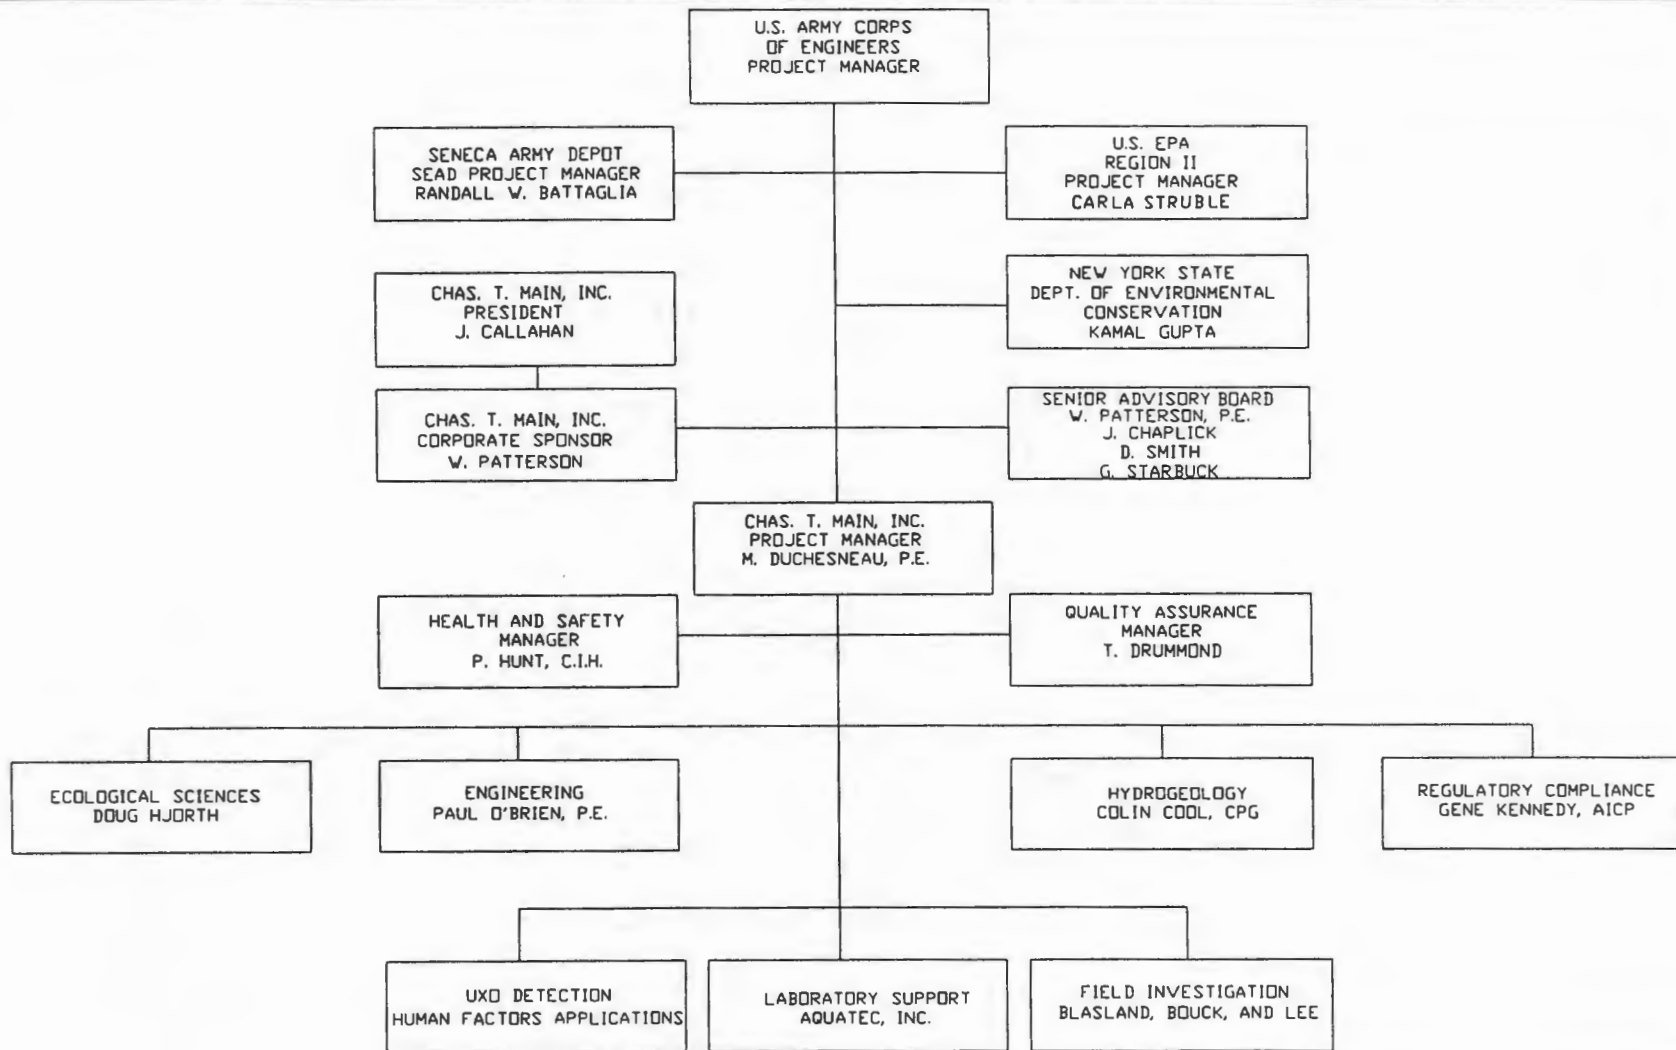 U.S. ARMY CORPS
OF ENGINEERS
PROJECT MANAGER
SENECA ARMY DEPOT
SEAD PROJECT MANAGER
RANDALL W. BATTAGLIA
U.S. EPA
REGION II
PROJECT MANAGER
CARLA STRUBLE
NEW YORK STATE
DEPT. OF ENVIRONMENTAL
CONSERVATION
KAMAL GUPTA
CHAS. T. MAIN, INC.
PRESIDENT
J. CALLAHAN
CHAS. T. MAIN, INC.
CORPORATE SPONSOR
W. PATTERSON
SENIOR ADVISORY BOARD
W. PATTERSON, P.E.
J. CHAPLICK
D. SMITH
G. STARBUCK
CHAS. T. MAIN, INC.
PROJECT MANAGER
M. DUCHESNEAU, P.E.
HEALTH AND SAFETY
MANAGER
P. HUNT, C.I.H.
QUALITY ASSURANCE
MANAGER
T. DRUMMOND
ECOLOGICAL SCIENCES
DOUG HJORTH
ENGINEERING
PAUL O'BRIEN, P.E.
HYDROGEOLOGY
COLIN COOL, CPG
REGULATORY COMPLIANCE
GENE KENNEDY, AICP
UXO DETECTION
HUMAN FACTORS APPLICATIONS
LABORATORY SUPPORT
AQUATEC, INC.
FIELD INVESTIGATION
BLASLAND, BOUCK, AND LEE